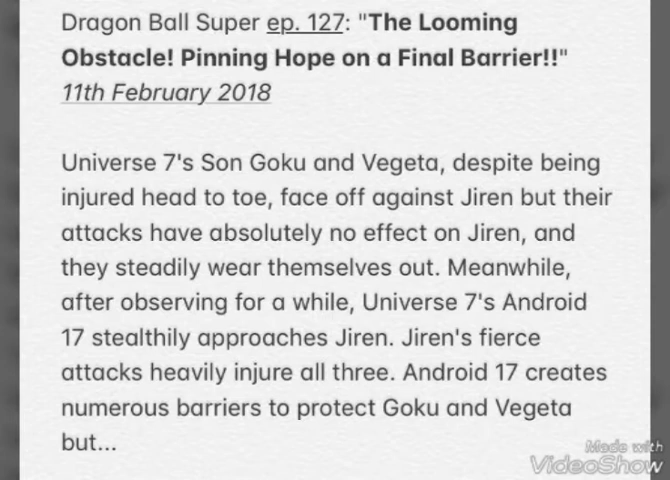 Dragon Ball Super ep. 127: "The Looming
Obstacle! Pinning Hope on a Final Barrier!!"
11th February 2018
Universe 7's Son Goku and Vegeta, despite being
injured head to toe, face off against Jiren but their
attacks have absolutely no effect on Jiren, and
they steadily wear themselves out. Meanwhile,
after observing for a while, Universe 7's Android
17 stealthily approaches Jiren. Jiren's fierce
attacks heavily injure all three. Android 17 creates
numerous barriers to protect Goku and Vegeta
but...
Made with
VideoShow